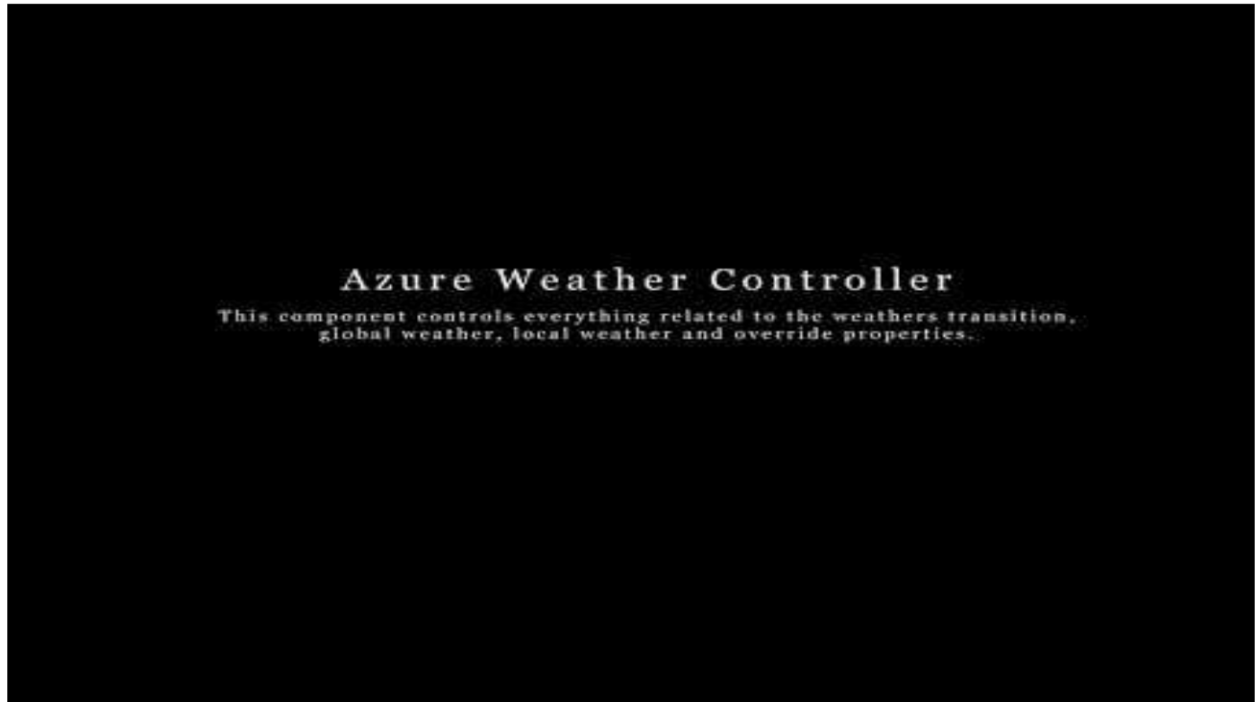 Azure Weather Controller
This component controls everything related to the weathers transition,
global weather, local weather and override properties.